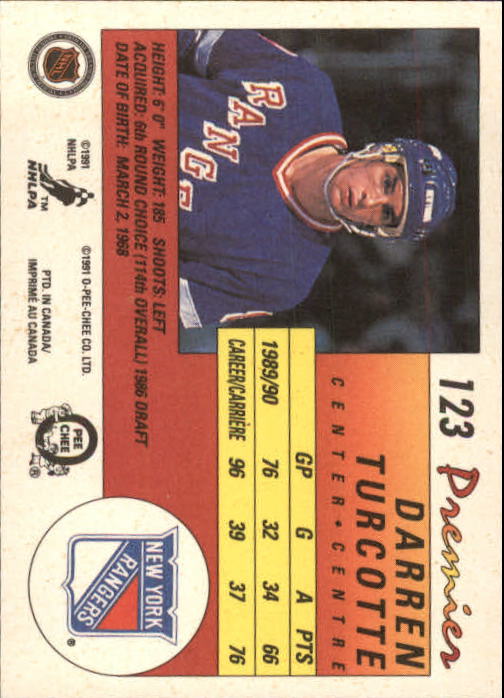 123 Premier
DARREN
TURCOTTE
CENTER • CENTRE
GP G A PTS
1989/90 76 32 34 66
CAREER/CARRIÈRE 96 39 37 76
RANGE
HEIGHT: 6' 0" WEIGHT: 185 SHOOTS: LEFT
ACQUIRED: 6th ROUND CHOICE (114th OVERALL) 1986 DRAFT
DATE OF BIRTH: MARCH 2, 1968
NHL
©1991
NHLPA
NHLPA™
©1991 O-PEE-CHEE CO. LTD.
PTD. IN CANADA/
IMPRIMÉ AU CANADA
O
PEE
CHEE
NEW YORK
RANGERS
®